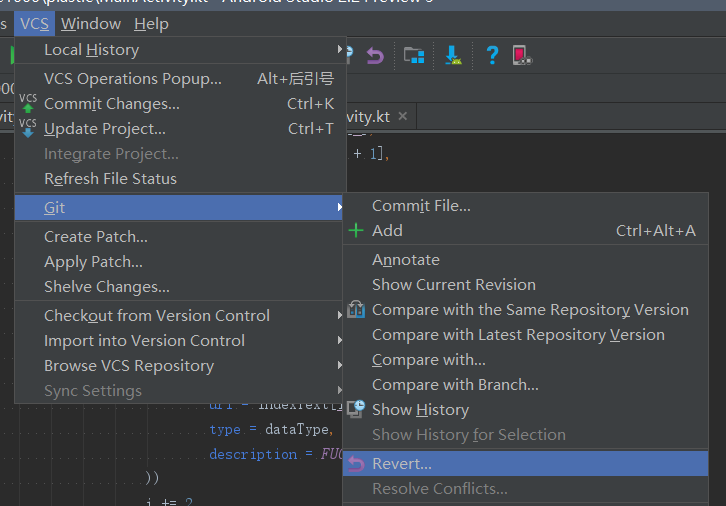 VCS Window Help
Local History
VCS Operations Popup... Alt+后引号
VCS Commit Changes... Ctrl+K
VCS Update Project... Ctrl+T
Integrate Project...
Refresh File Status
Git
Create Patch...
Apply Patch...
Shelve Changes...
Checkout from Version Control
Import into Version Control
Browse VCS Repository
Sync Settings
ivity.kt ×
+ 1],
Commit File...
Add Ctrl+Alt+A
Annotate
Show Current Revision
Compare with the Same Repository Version
Compare with Latest Repository Version
Compare with...
Compare with Branch...
Show History
Show History for Selection
Revert...
Resolve Conflicts...
type = dataType,
description = FUC
))
i += 2